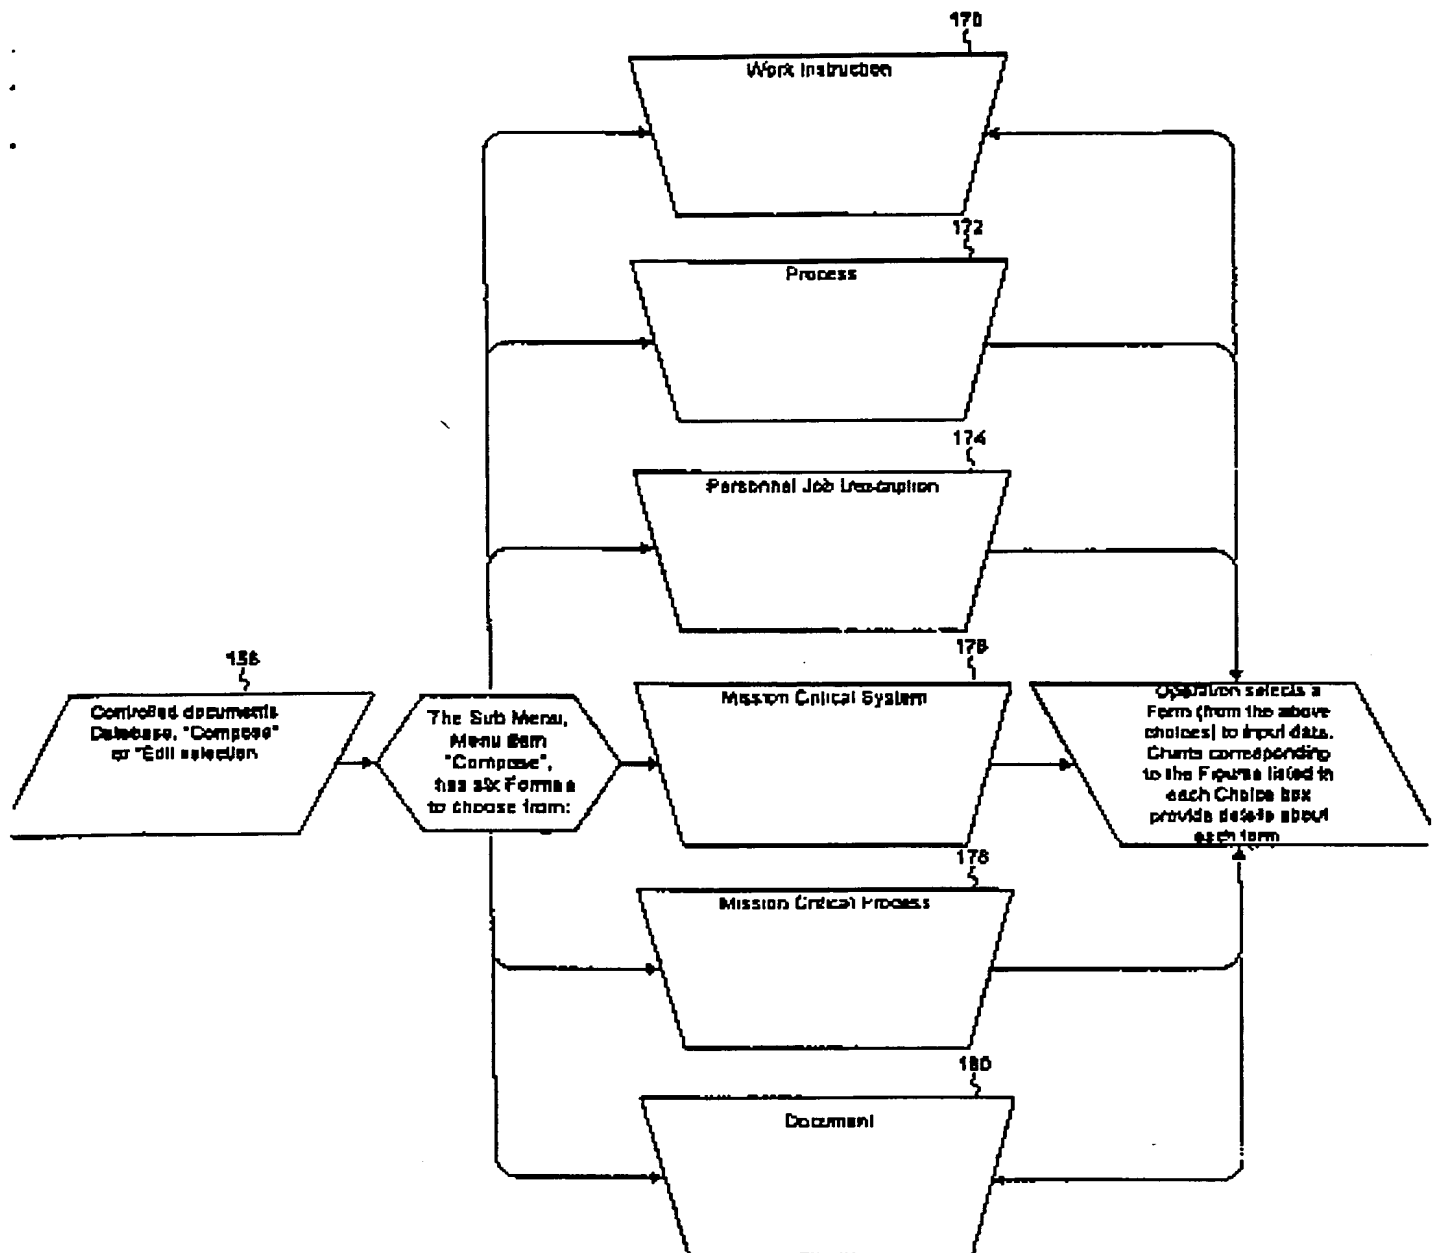 170
Work Instruction
172
Process
174
Personnel Job Description
156
Controlled documents
Database, "Compose"
or "Edit selection
The Sub Menu,
Menu item
"Compose",
has six Formes
to choose from:
Mission Critical System
Operation selects a
Form (from the above
choices) to input data.
Charts corresponding
to the Figures listed in
each Choice box
provide details about
each form
Mission Critical Process
180
Document